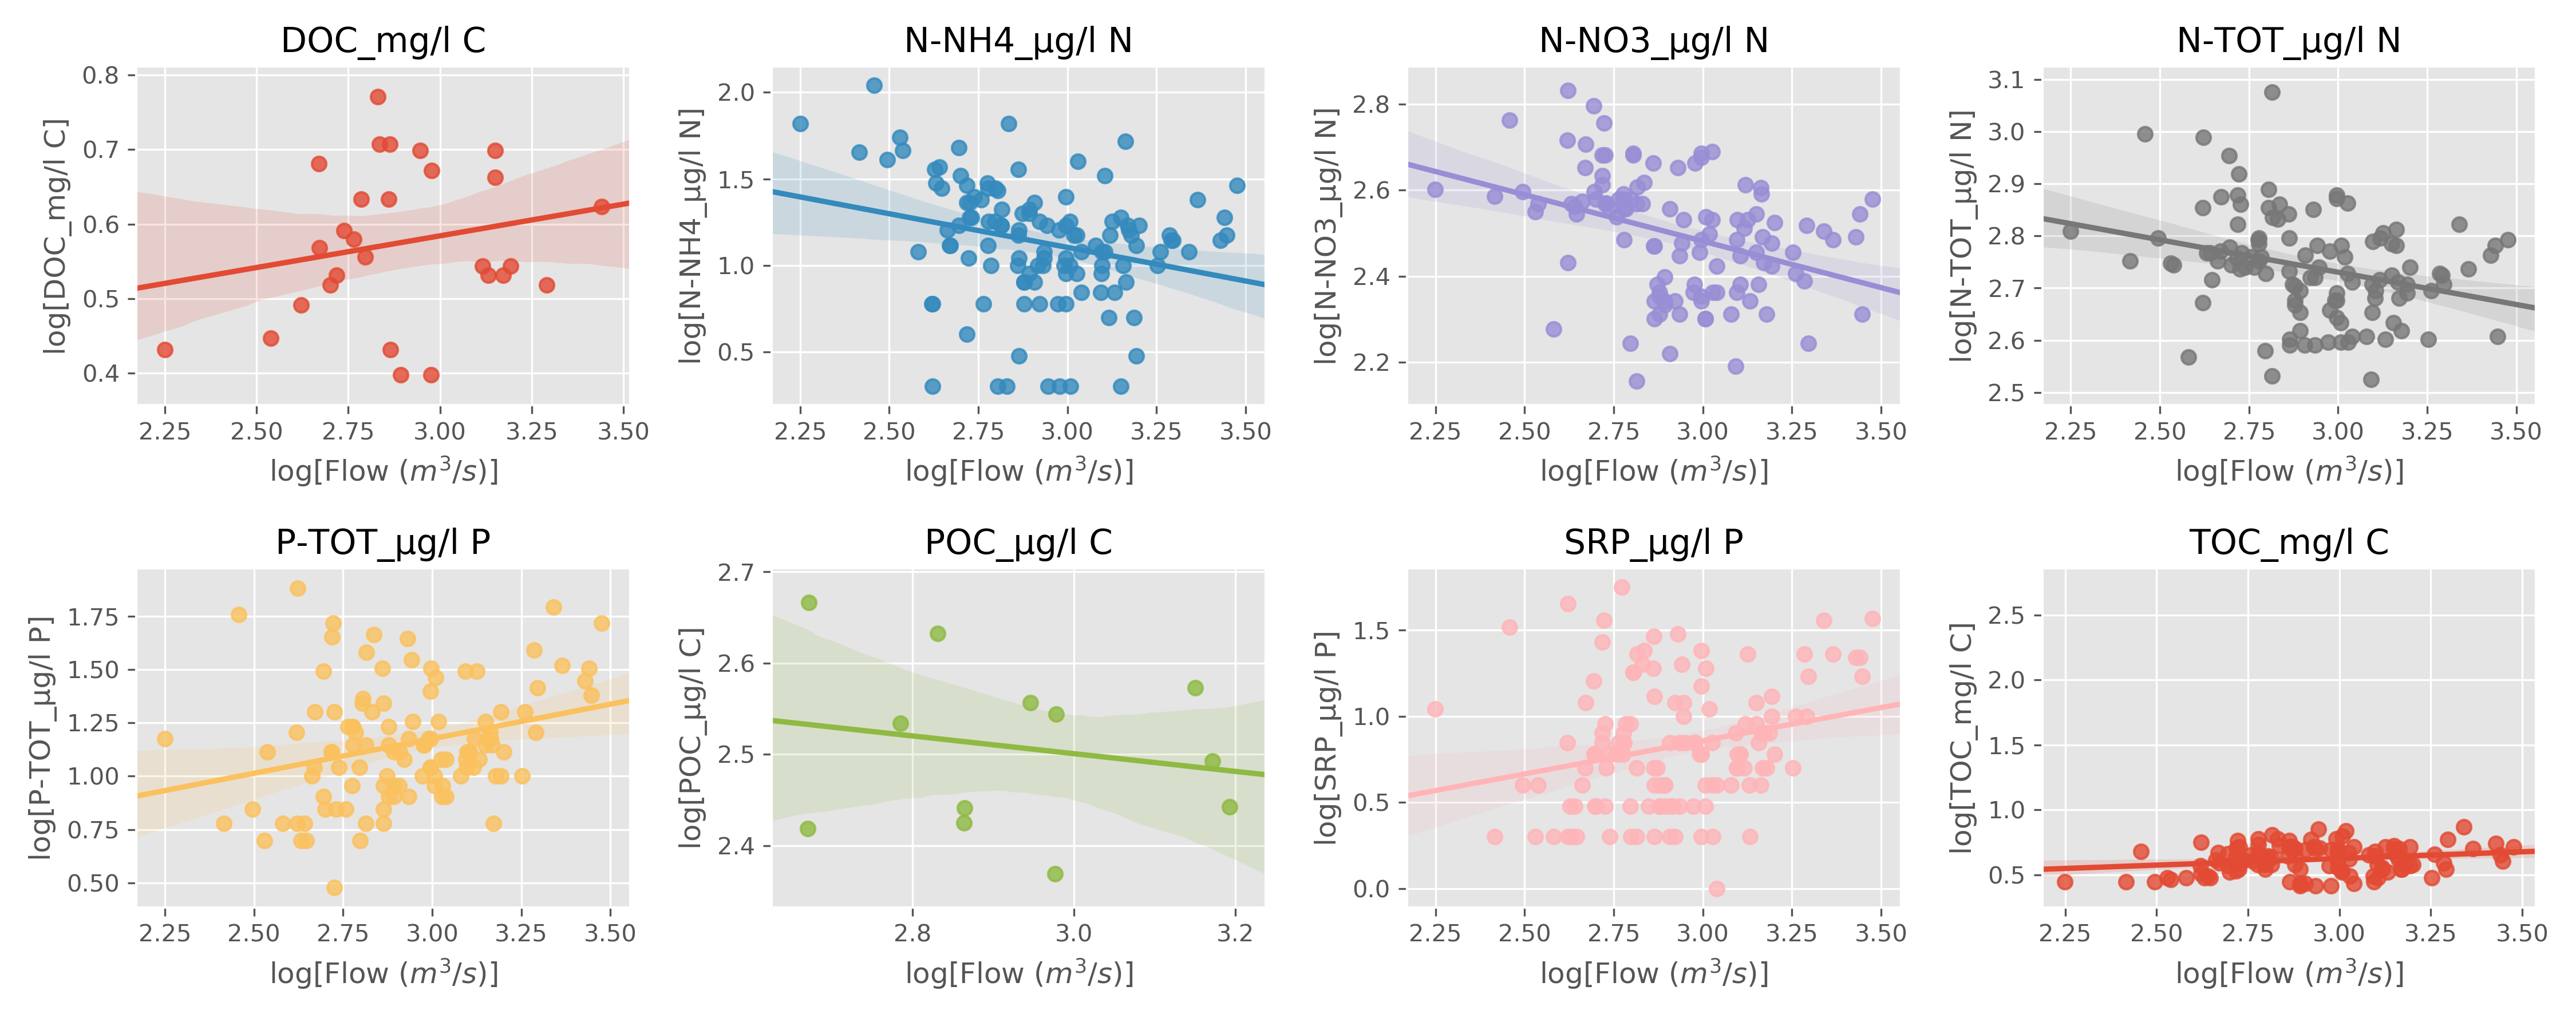 DOC_mg/l C
N-NH4_µg/l N
N-NO3_µg/l N
N-TOT_µg/l N
log[DOC_mg/l C]
0.8
0.7
0.6
0.5
0.4
2.25 2.50 2.75 3.00 3.25 3.50
log[Flow (m³/s)]
log[N-NH4_µg/l N]
2.0
1.5
1.0
0.5
2.25 2.50 2.75 3.00 3.25 3.50
log[Flow (m³/s)]
log[N-NO3_µg/l N]
2.8
2.6
2.4
2.2
2.25 2.50 2.75 3.00 3.25 3.50
log[Flow (m³/s)]
log[N-TOT_µg/l N]
3.1
3.0
2.9
2.8
2.7
2.6
2.5
2.25 2.50 2.75 3.00 3.25 3.50
log[Flow (m³/s)]
P-TOT_µg/l P
POC_µg/l C
SRP_µg/l P
TOC_mg/l C
log[P-TOT_µg/l P]
1.75
1.50
1.25
1.00
0.75
0.50
2.25 2.50 2.75 3.00 3.25 3.50
log[Flow (m³/s)]
log[POC_µg/l C]
2.7
2.6
2.5
2.4
2.8 3.0 3.2
log[Flow (m³/s)]
log[SRP_µg/l P]
1.5
1.0
0.5
0.0
2.25 2.50 2.75 3.00 3.25 3.50
log[Flow (m³/s)]
log[TOC_mg/l C]
2.5
2.0
1.5
1.0
0.5
2.25 2.50 2.75 3.00 3.25 3.50
log[Flow (m³/s)]